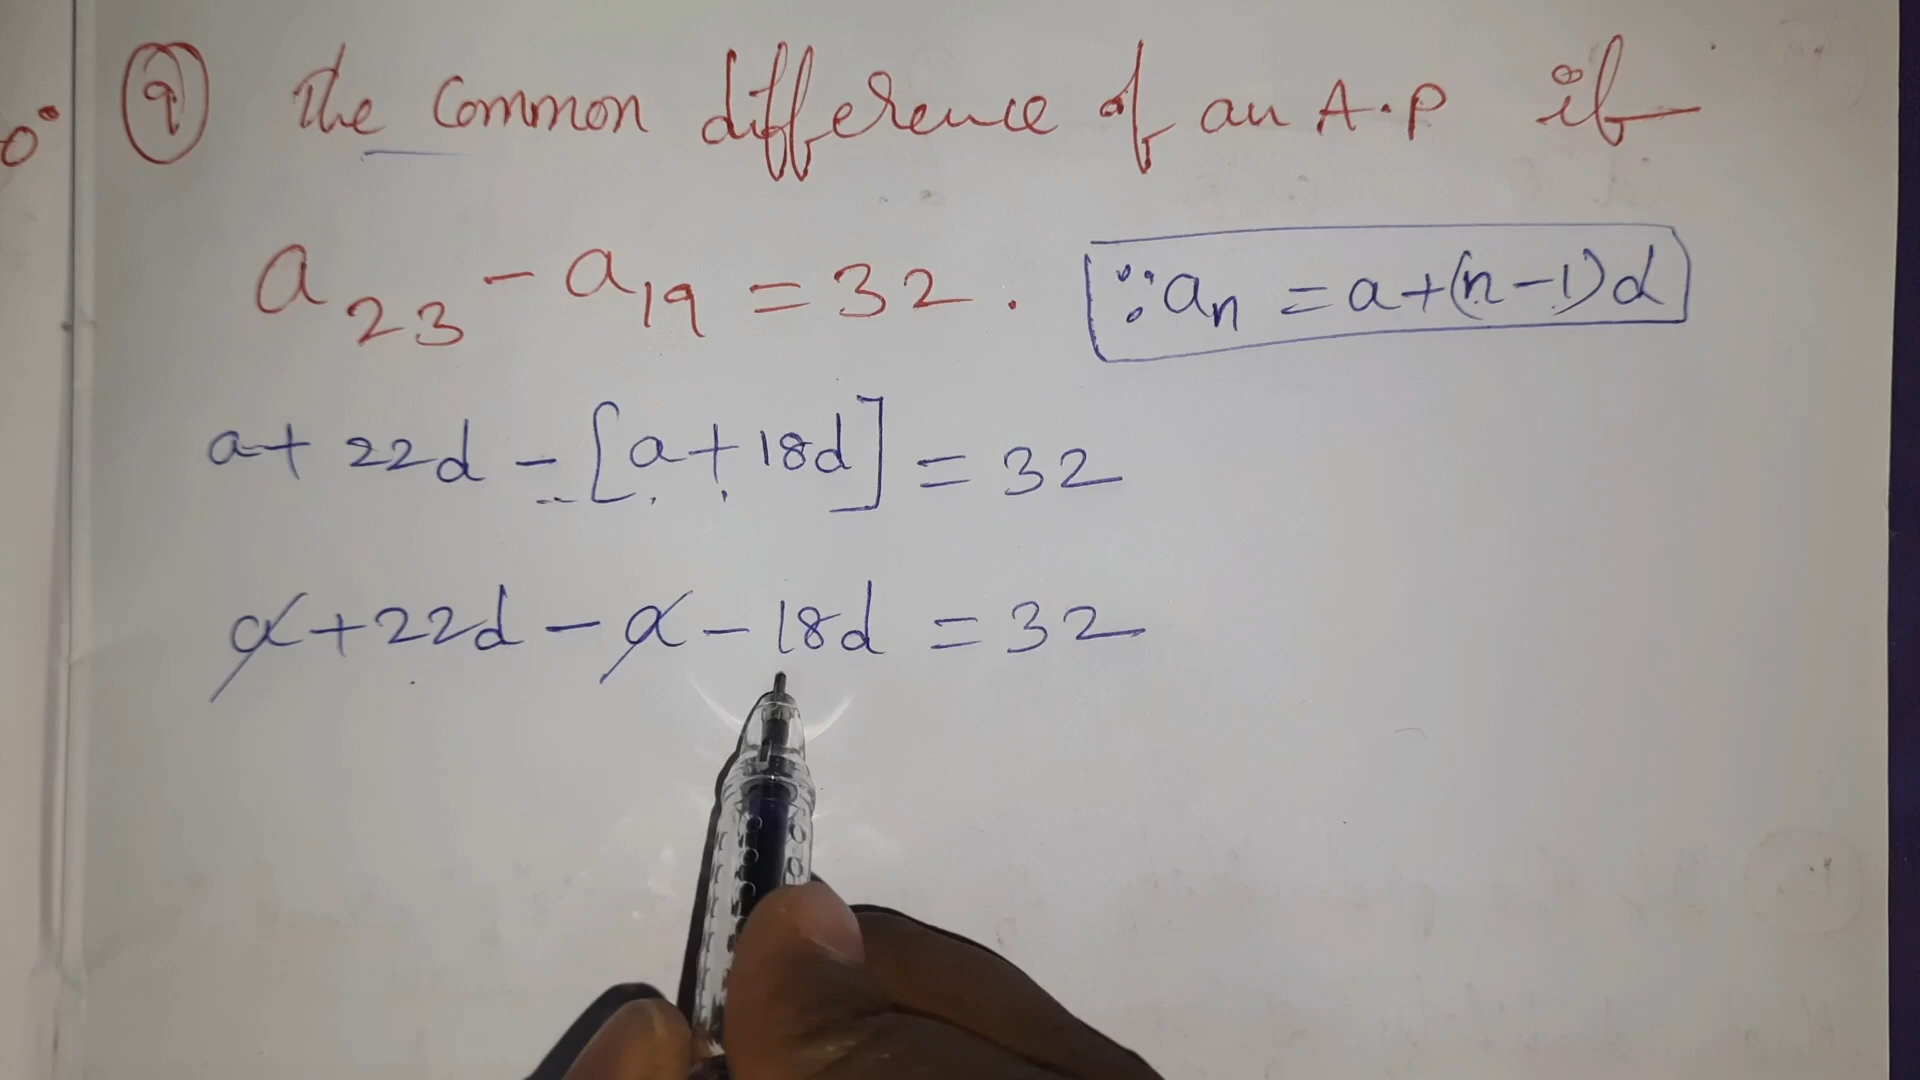 9 The Common difference of an A.P if
a₂₃ - a₁₉ = 32. ∵ aₙ = a+(n-1)d
a+ 22d - [a+18d] = 32
a+22d - a - 18d = 32